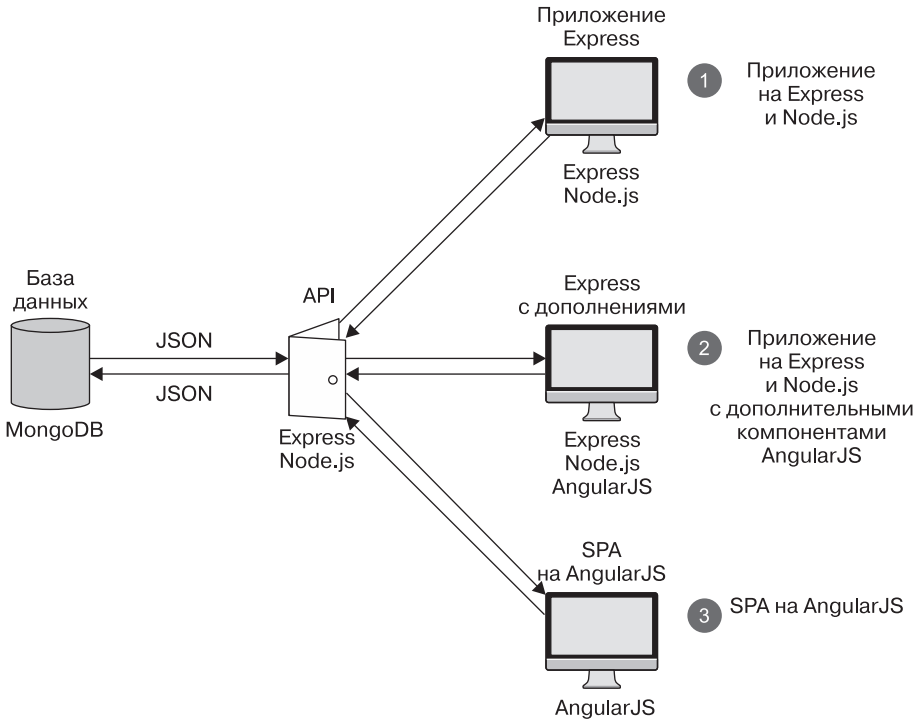 Приложение
Express
1
Приложение
на Express
и Node.js
Express
Node.js
База
данных
API
JSON
JSON
MongoDB
Express
Node.js
Express
с дополнениями
2
Приложение
на Express
и Node.js
с дополнительными
компонентами
AngularJS
Express
Node.js
AngularJS
SPA
на AngularJS
3
SPA на AngularJS
AngularJS